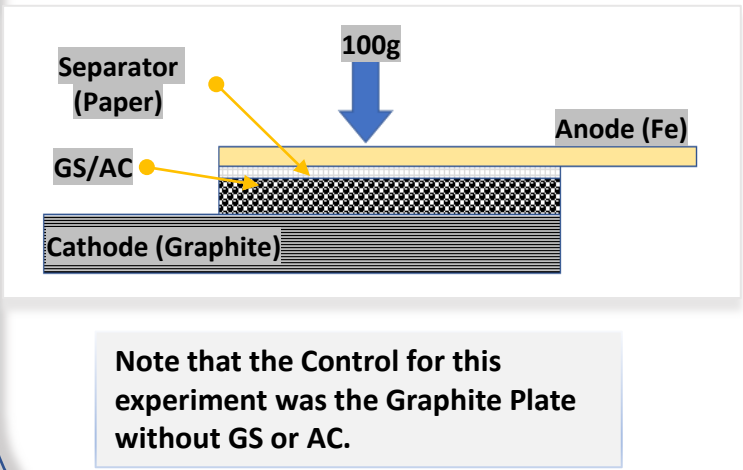 100g
Separator
(Paper)
Anode (Fe)
GS/AC
Cathode (Graphite)
Note that the Control for this
experiment was the Graphite Plate
without GS or AC.